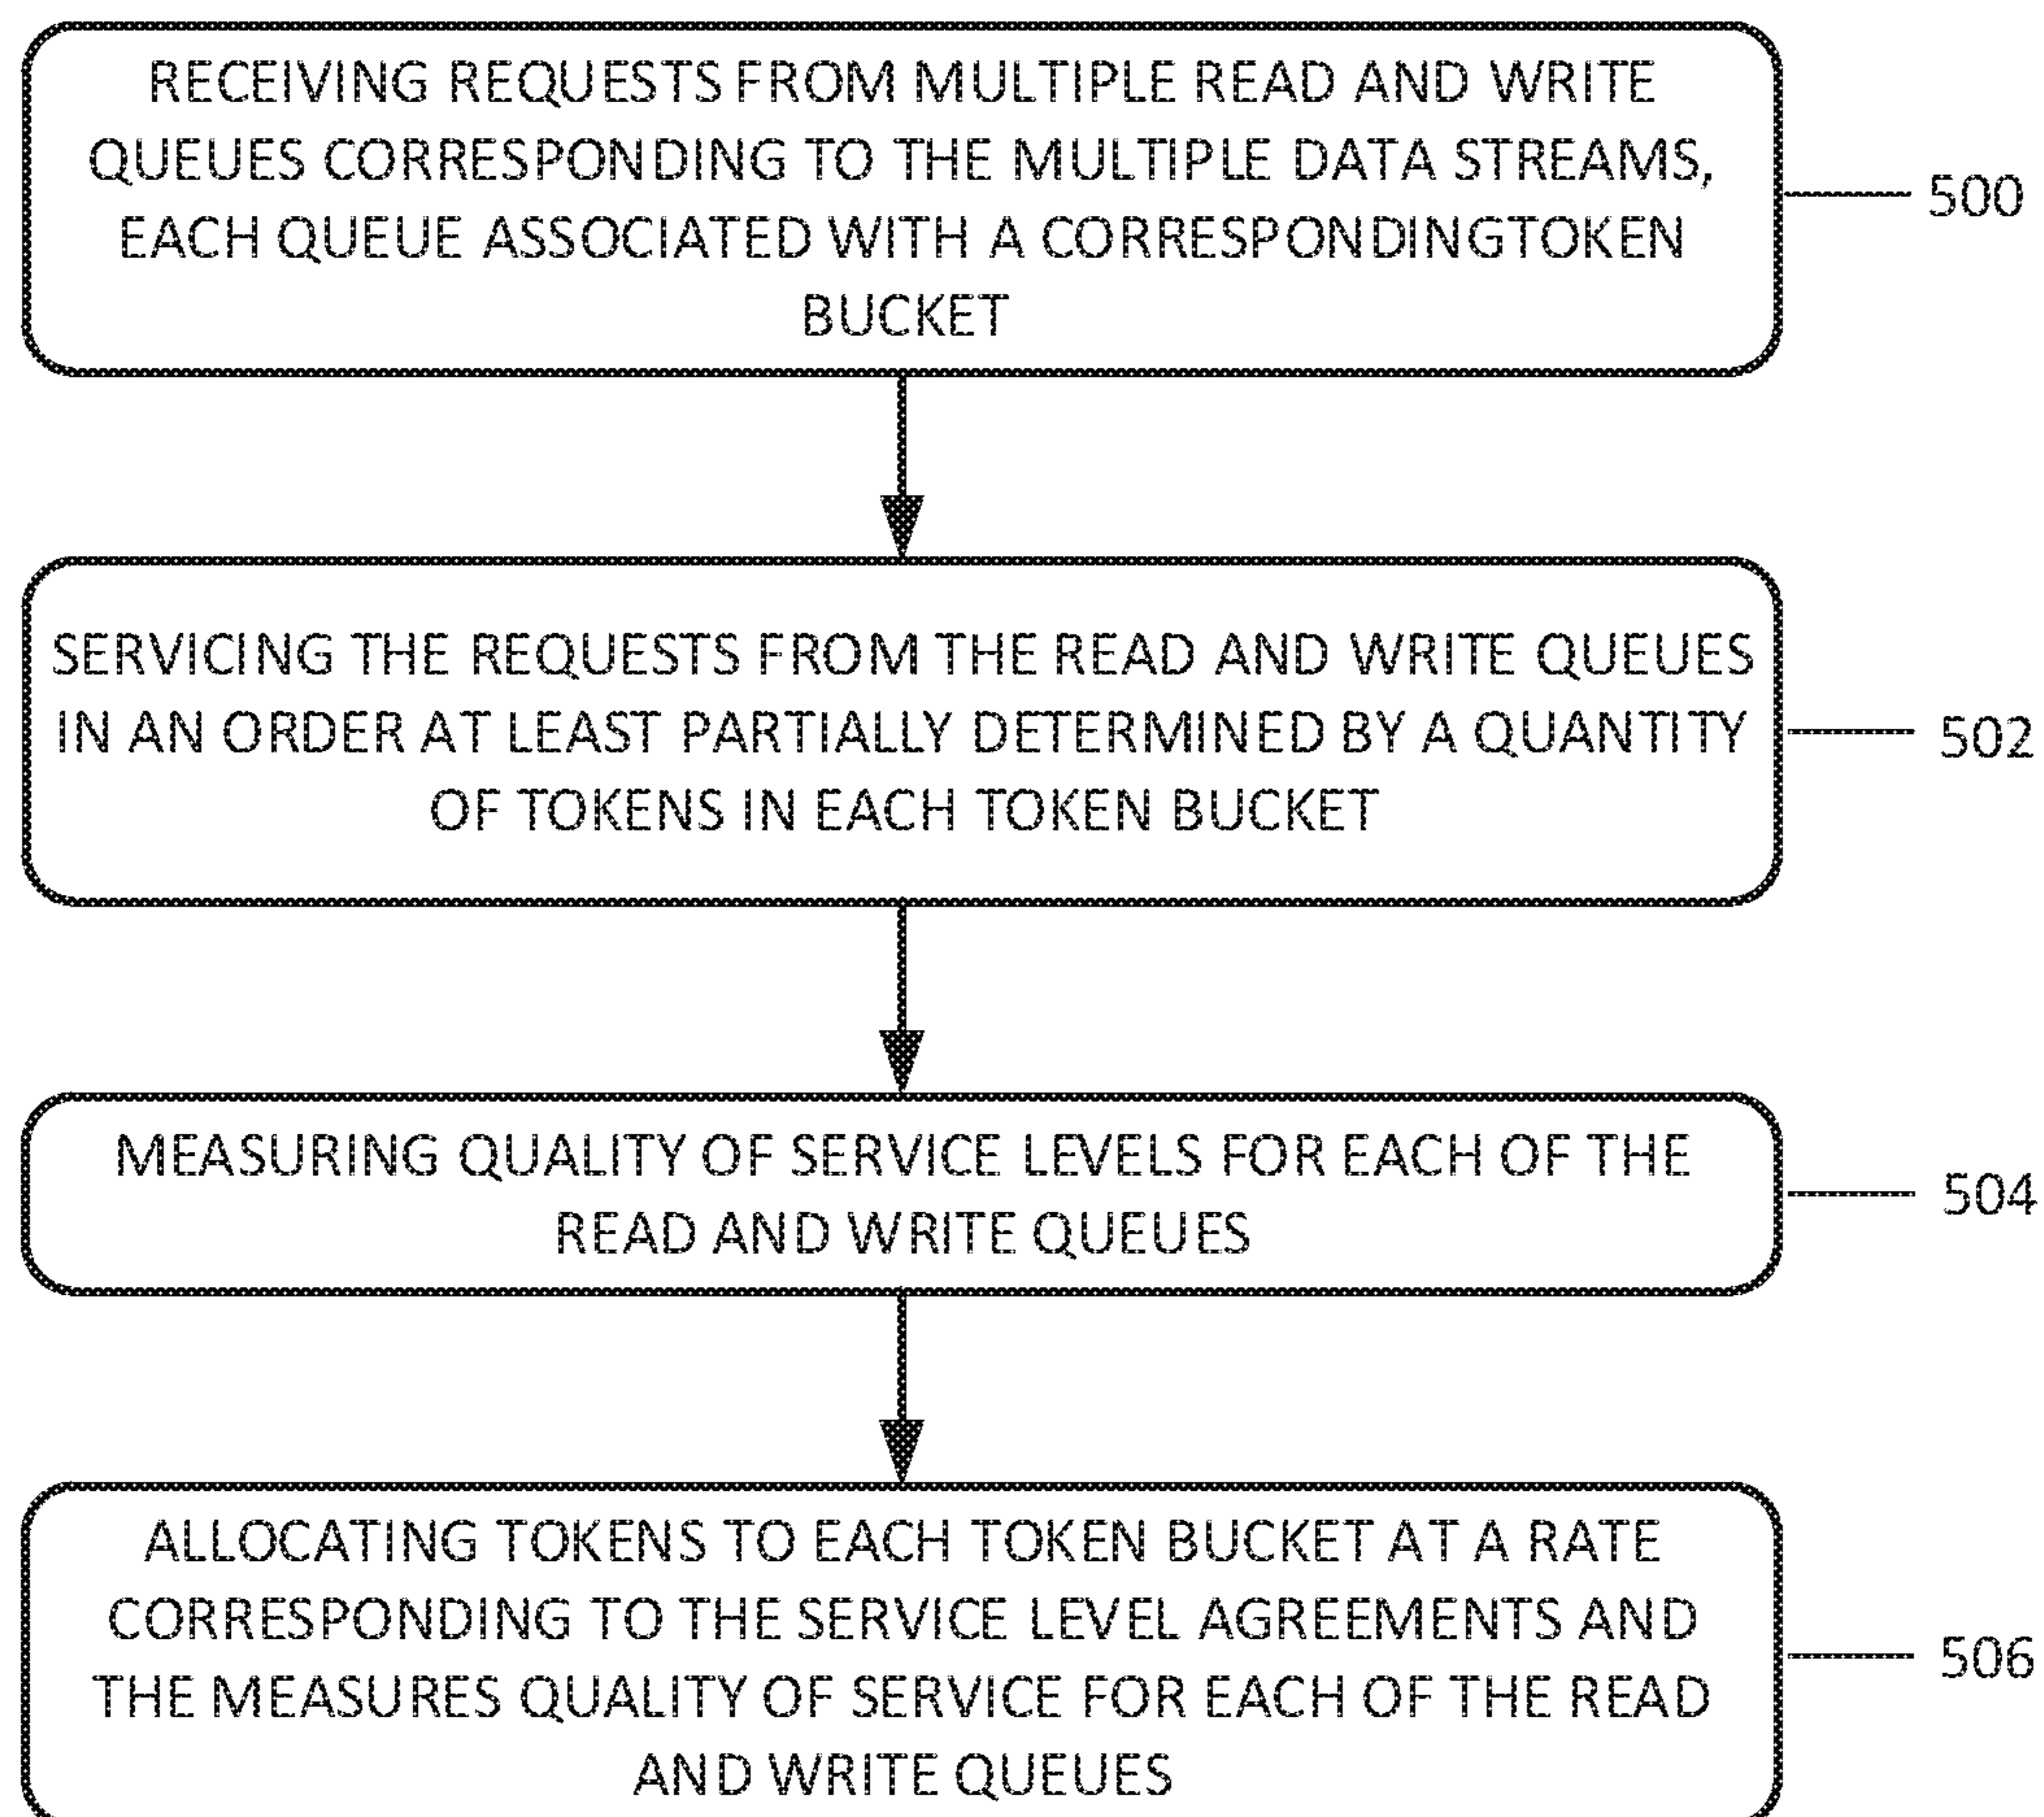 RECEIVING REQUESTS FROM MULTIPLE READ AND WRITE
QUEUES CORRESPONDING TO THE MULTIPLE DATA STREAMS,
EACH QUEUE ASSOCIATED WITH A CORRESPONDINGTOKEN
BUCKET
500
SERVICING THE REQUESTS FROM THE READ AND WRITE QUEUES
IN AN ORDER AT LEAST PARTIALLY DETERMINED BY A QUANTITY
OF TOKENS IN EACH TOKEN BUCKET
502
MEASURING QUALITY OF SERVICE LEVELS FOR EACH OF THE
READ AND WRITE QUEUES
504
ALLOCATING TOKENS TO EACH TOKEN BUCKET AT A RATE
CORRESPONDING TO THE SERVICE LEVEL AGREEMENTS AND
THE MEASURES QUALITY OF SERVICE FOR EACH OF THE READ
AND WRITE QUEUES
506